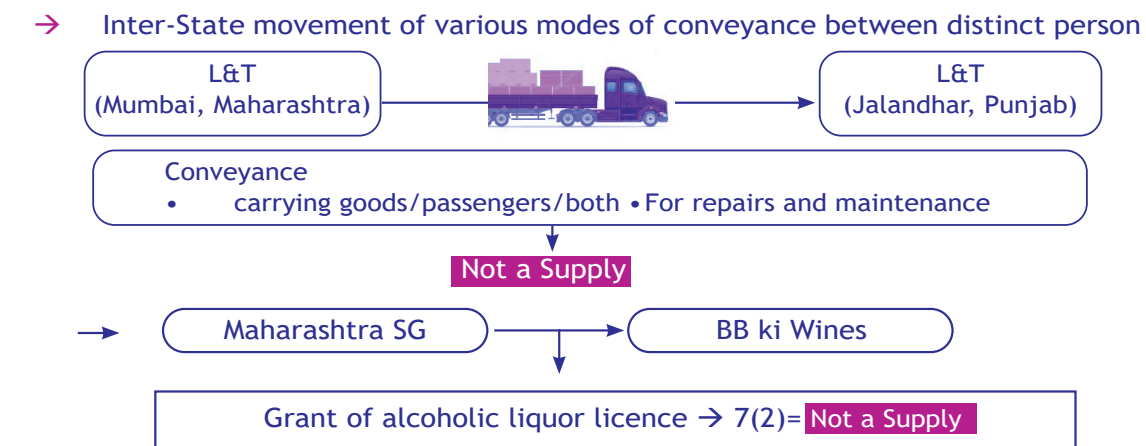 → Inter-State movement of various modes of conveyance between distinct person
L&T
(Mumbai, Maharashtra)
L&T
(Jalandhar, Punjab)
Conveyance
• carrying goods/passengers/both • For repairs and maintenance
Not a Supply
Maharashtra SG
BB ki Wines
Grant of alcoholic liquor licence → 7(2)= Not a Supply